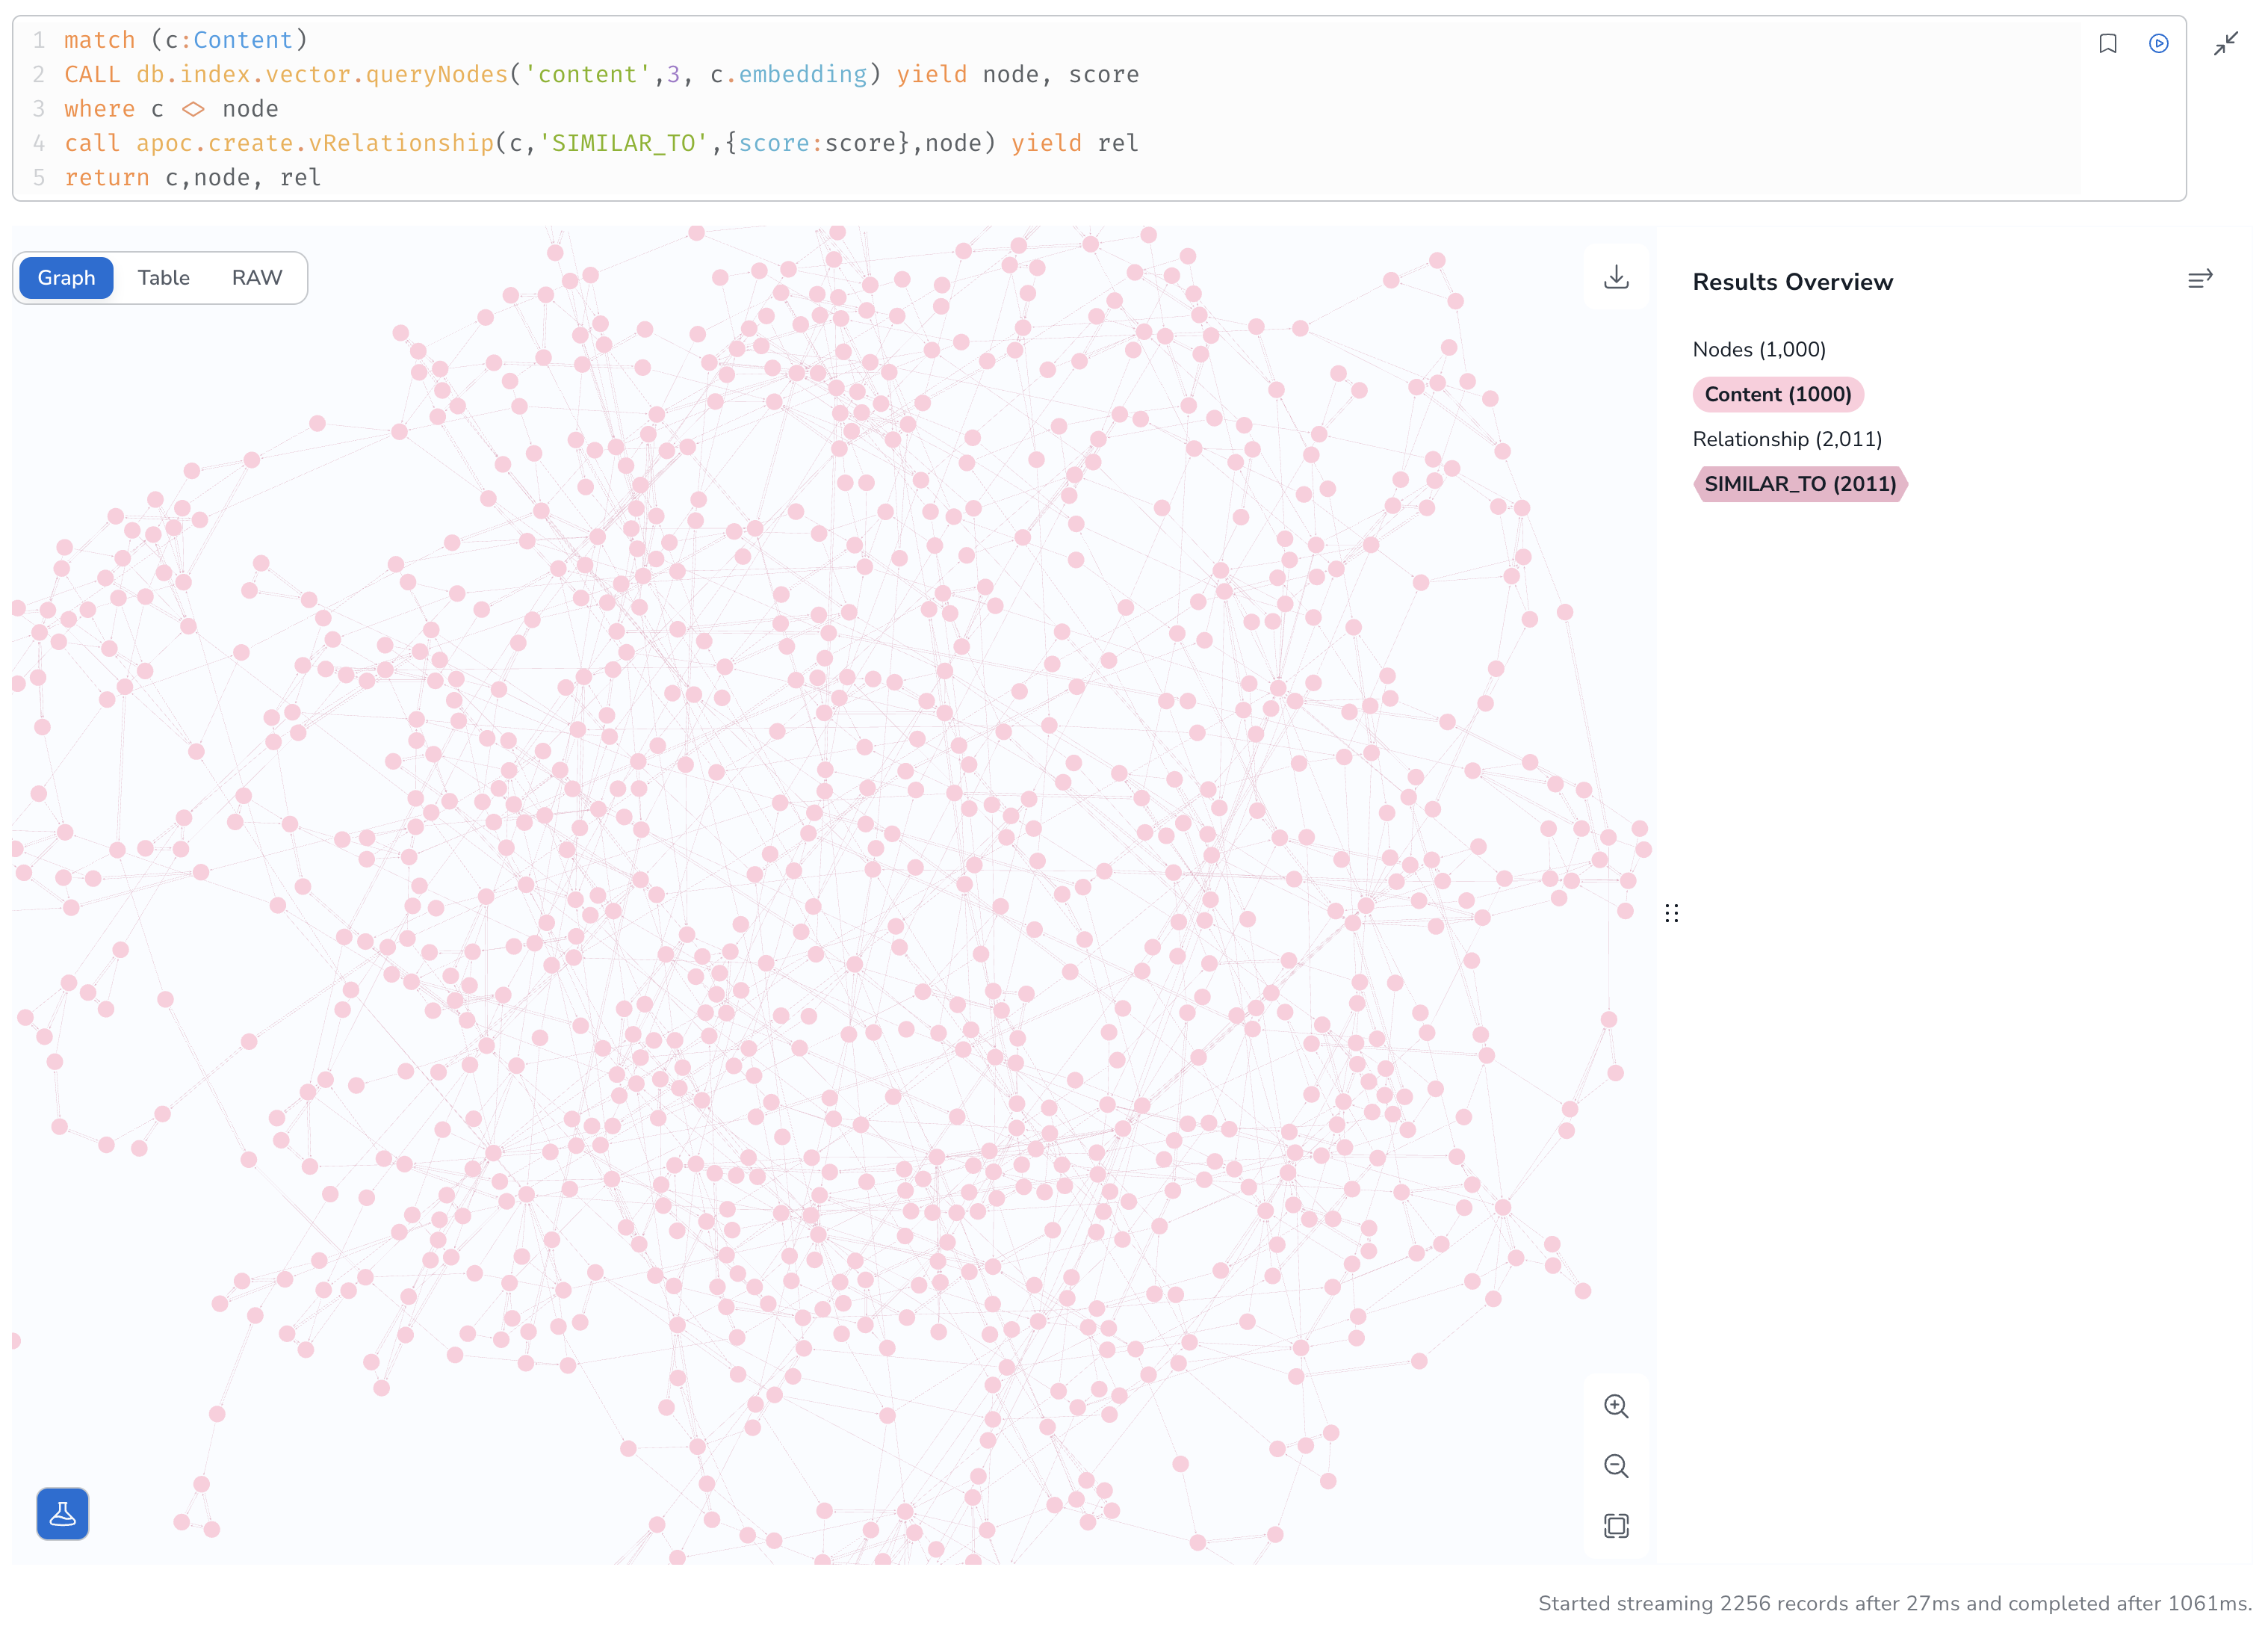 1 match (c:Content)
2 CALL db.index.vector.queryNodes('content',3, c.embedding) yield node, score
3 where c <> node
4 call apoc.create.vRelationship(c,'SIMILAR_TO',{score:score},node) yield rel
5 return c,node, rel
Graph Table RAW
Results Overview
Nodes (1,000)
Content (1000)
Relationship (2,011)
SIMILAR_TO (2011)
Started streaming 2256 records after 27ms and completed after 1061ms.